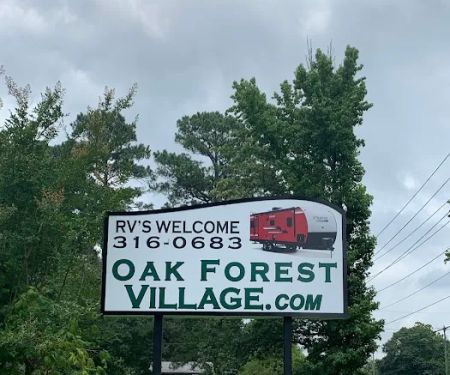 RV'S WELCOME
316-0683
OAK FOREST
VILLAGE.COM